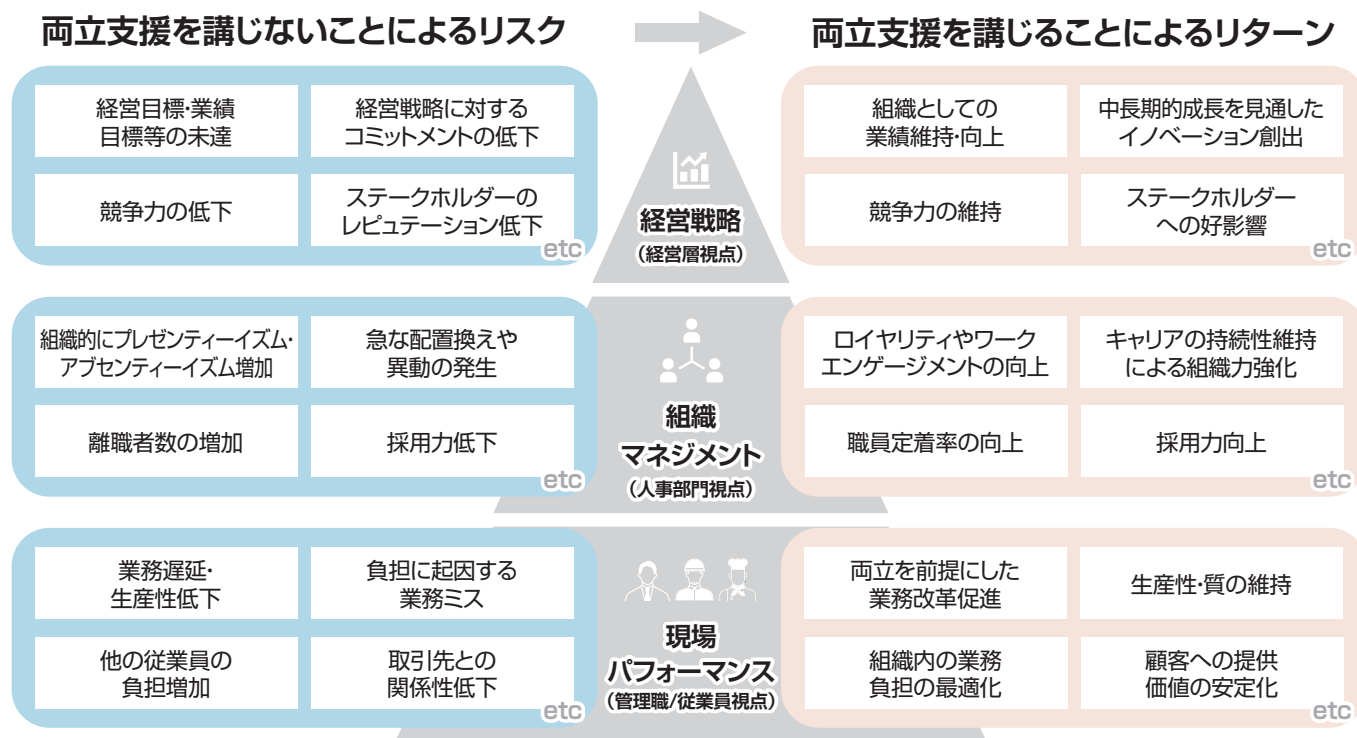 両立支援を講じないことによるリスク
両立支援を講じることによるリターン
経営目標・業績
目標等の未達
経営戦略に対する
コミットメントの低下
競争力の低下
ステークホルダーの
レピュテーション低下
etc
経営戦略
（経営層視点）
組織としての
業績維持・向上
中長期的成長を見通した
イノベーション創出
競争力の維持
ステークホルダー
への好影響
etc
組織的にプレゼンティーイズム・
アブセンティーイズム増加
急な配置換えや
異動の発生
離職者数の増加
採用力低下
etc
組織
マネジメント
（人事部門視点）
ロイヤリティやワーク
エンゲージメントの向上
キャリアの持続性維持
による組織力強化
職員定着率の向上
採用力向上
etc
業務遅延・
生産性低下
負担に起因する
業務ミス
他の従業員の
負担増加
取引先との
関係性低下
etc
現場
パフォーマンス
（管理職/従業員視点）
両立を前提にした
業務改革促進
生産性・質の維持
組織内の業務
負担の最適化
顧客への提供
価値の安定化
etc